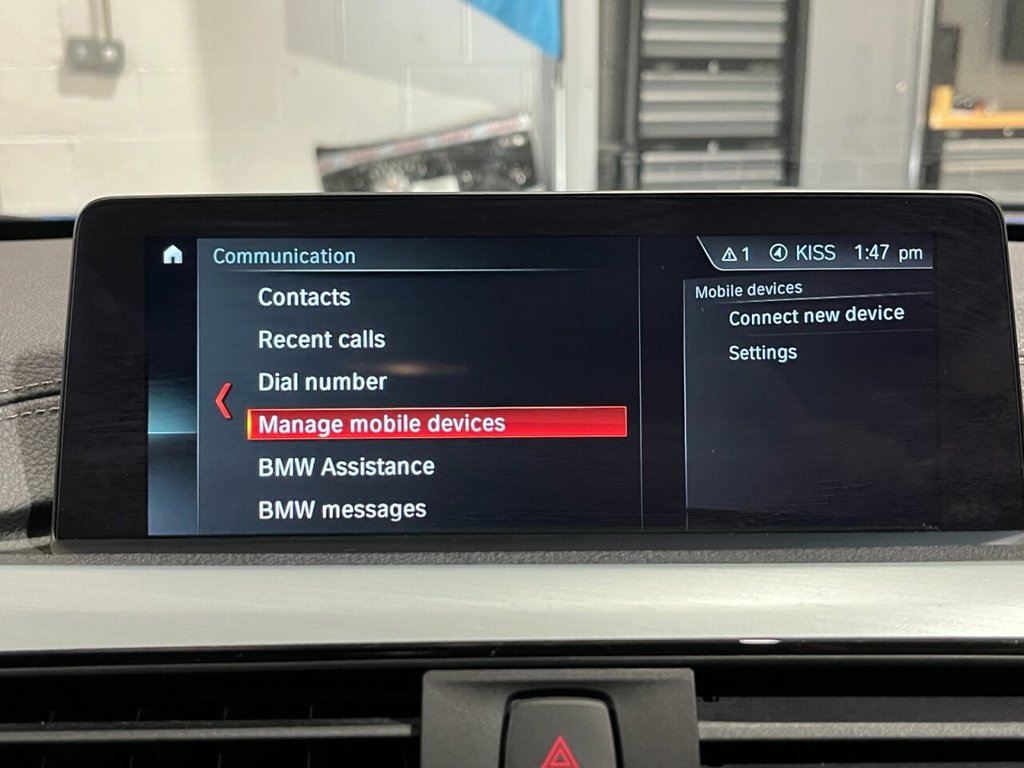 Communication
1 KISS 1:47 pm
Contacts
Recent calls
Dial number
Manage mobile devices
BMW Assistance
BMW messages
Mobile devices
Connect new device
Settings